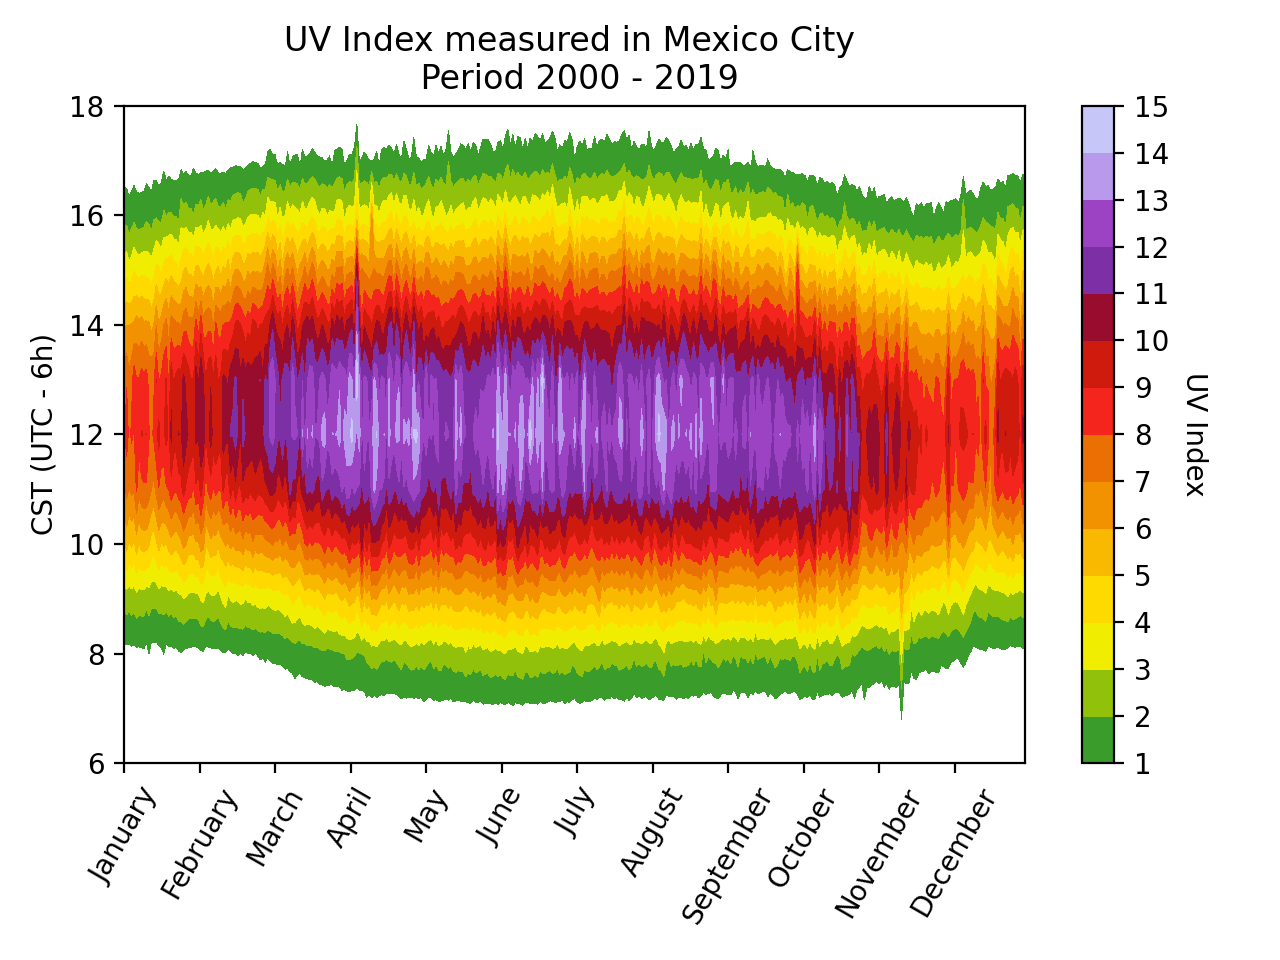 UV Index measured in Mexico City
Period 2000 - 2019
18
16
14
12
10
8
6
CST (UTC - 6h)
January
February
March
April
May
June
July
August
September
October
November
December
15
14
13
12
11
10
9
8
7
6
5
4
3
2
1
UV Index